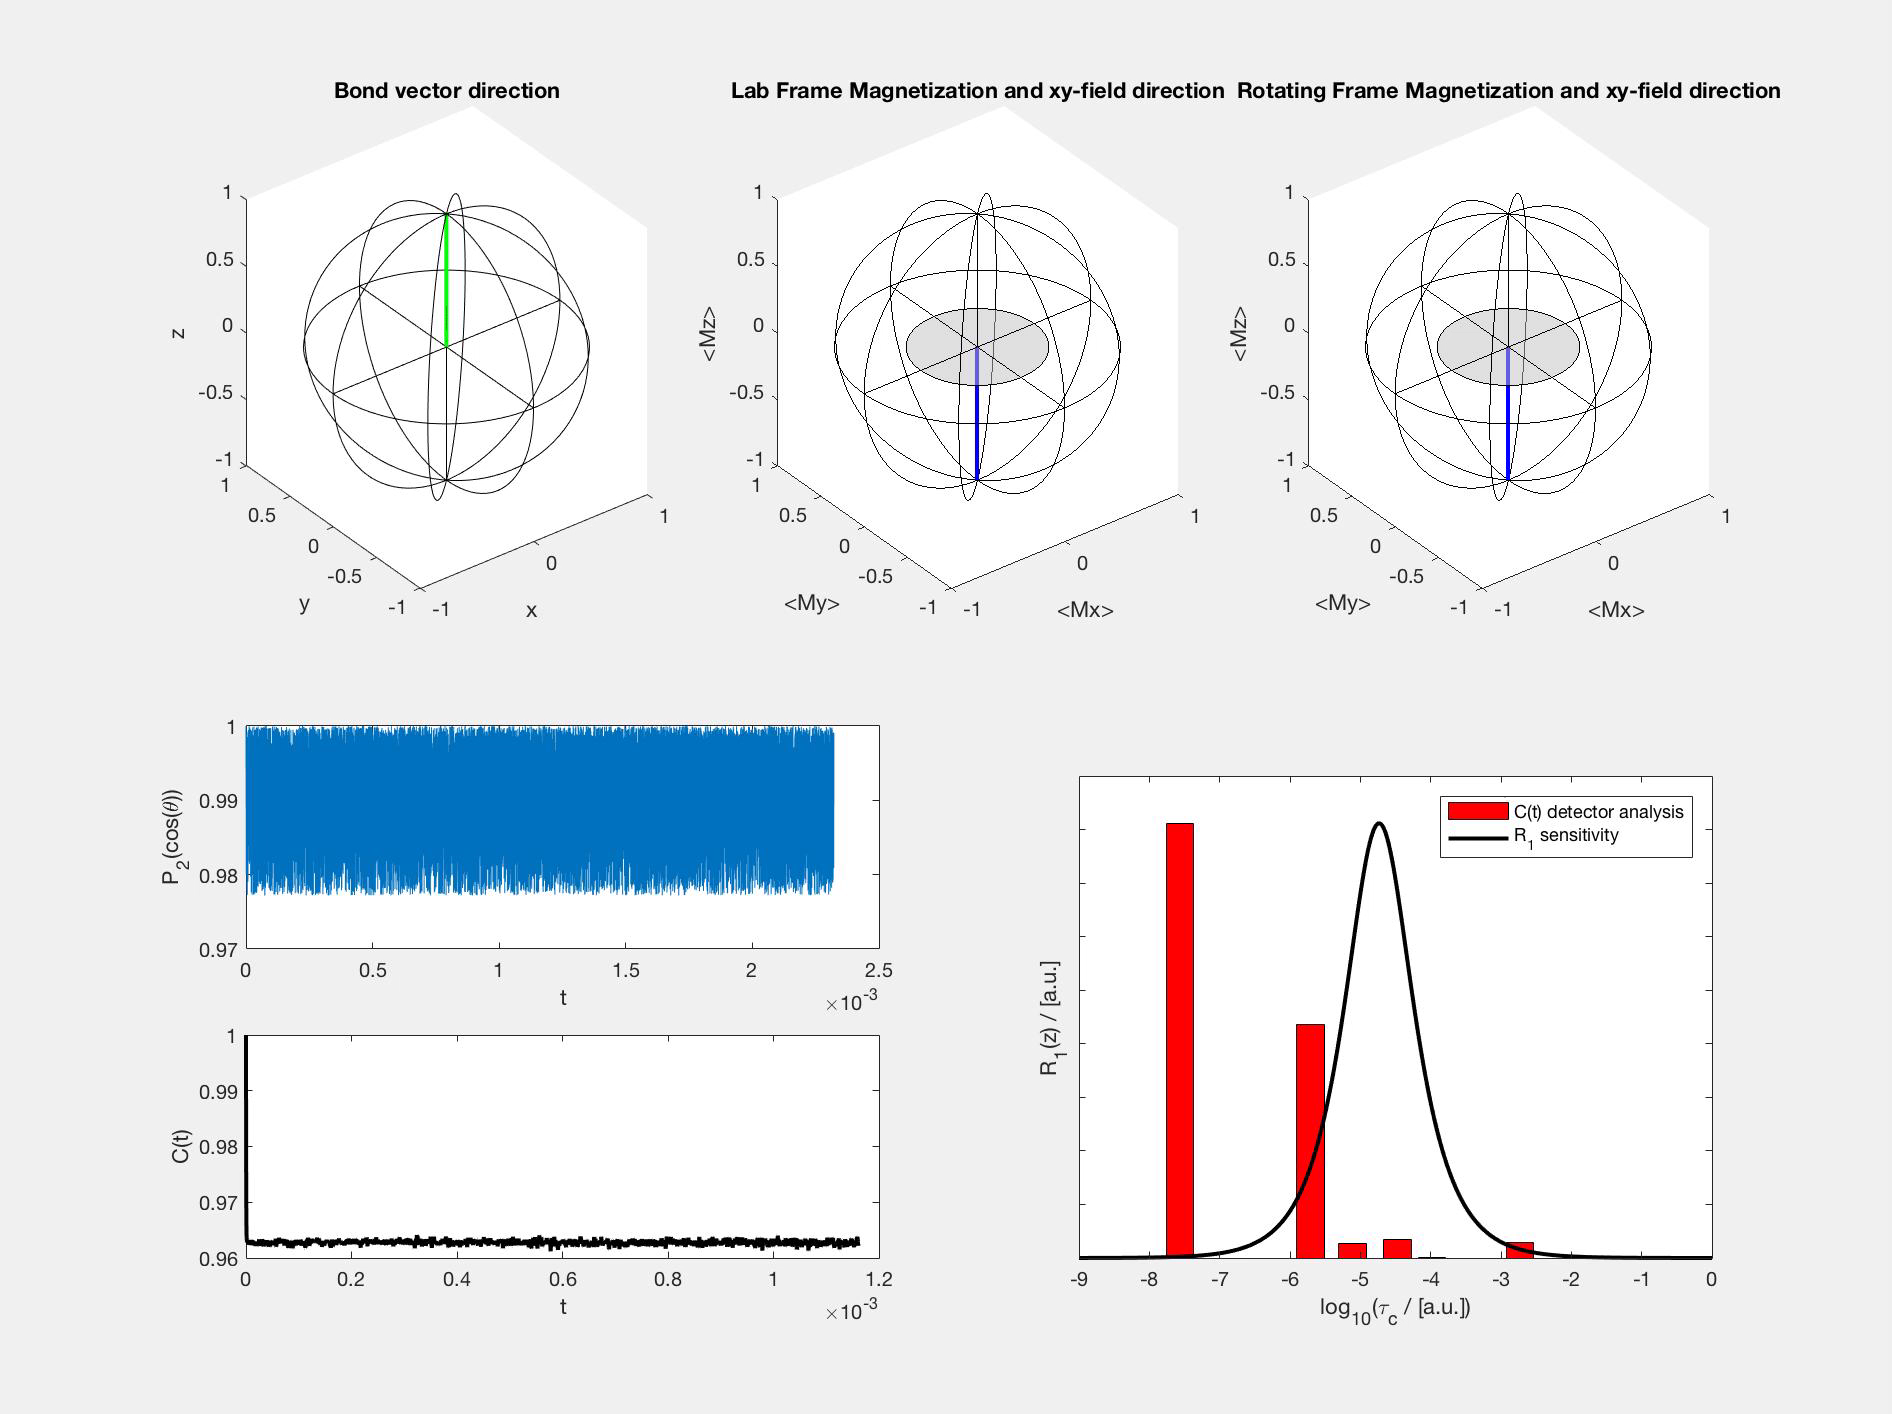 Bond vector direction
Lab Frame Magnetization and xy-field direction
Rotating Frame Magnetization and xy-field direction
z
1
0.5
0
-0.5
-1
1
0.5
0
-0.5
-1
y
-1
0
1
x
<Mz>
1
0.5
0
-0.5
-1
1
0.5
0
-0.5
-1
<My>
-1
0
1
<Mx>
<Mz>
1
0.5
0
-0.5
-1
1
0.5
0
-0.5
-1
<My>
-1
0
1
<Mx>
P2(cos(θ))
1
0.99
0.98
0.97
0 0.5 1 1.5 2 2.5
×10-3
t
C(t)
1
0.99
0.98
0.97
0.96
0 0.2 0.4 0.6 0.8 1 1.2
×10-3
t
C(t) detector analysis
R1 sensitivity
R1(z) / [a.u.]
-9 -8 -7 -6 -5 -4 -3 -2 -1 0
log10(τc / [a.u.])